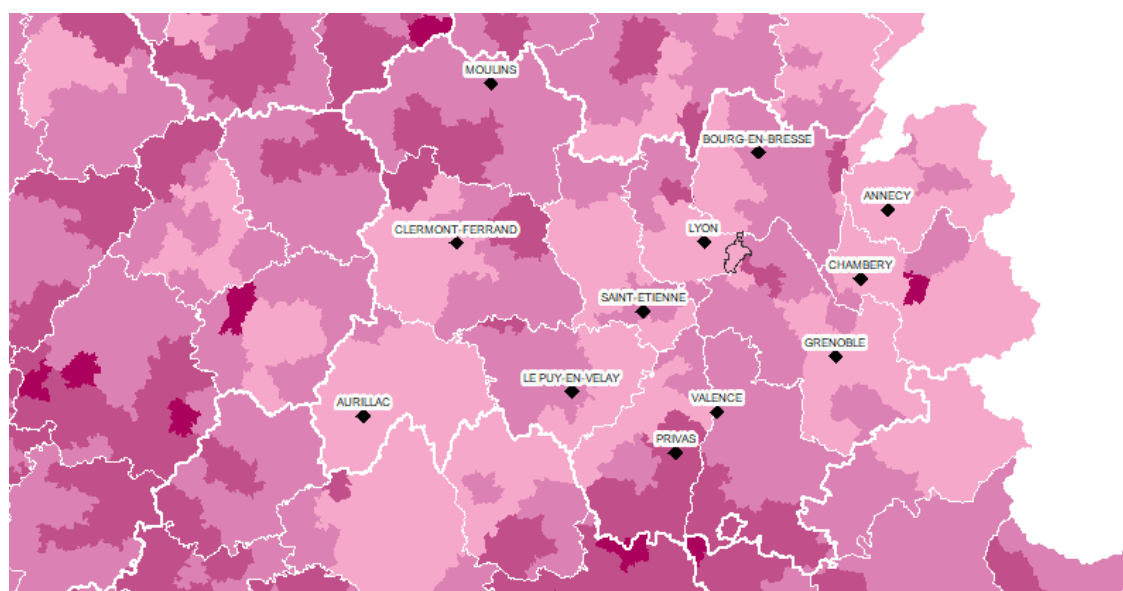 MOULINS
BOURG-EN-BRESSE
ANNECY
CLERMONT-FERRAND
LYON
CHAMBERY
SAINT-ETIENNE
GRENOBLE
LE PUY-EN-VELAY
AURILLAC
VALENCE
PRIVAS